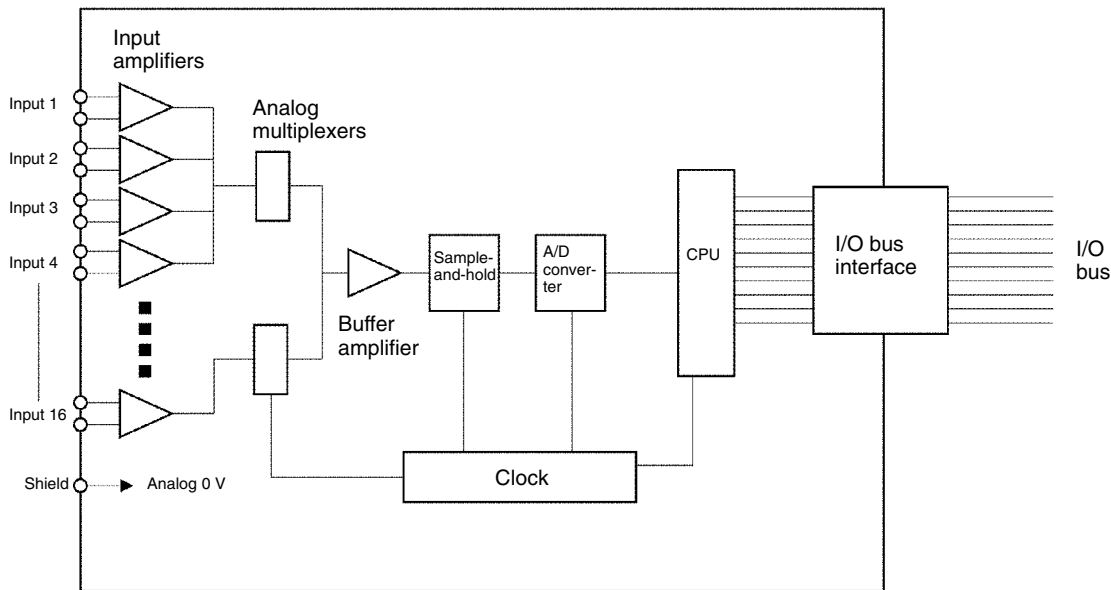 Input
amplifiers
Input 1
Analog
multiplexers
Input 2
Input 3
Input 4
Sample-
and-hold
A/D
conver-
ter
CPU
I/O bus
interface
I/O
bus
Buffer
amplifier
Input 16
Clock
Shield
Analog 0 V